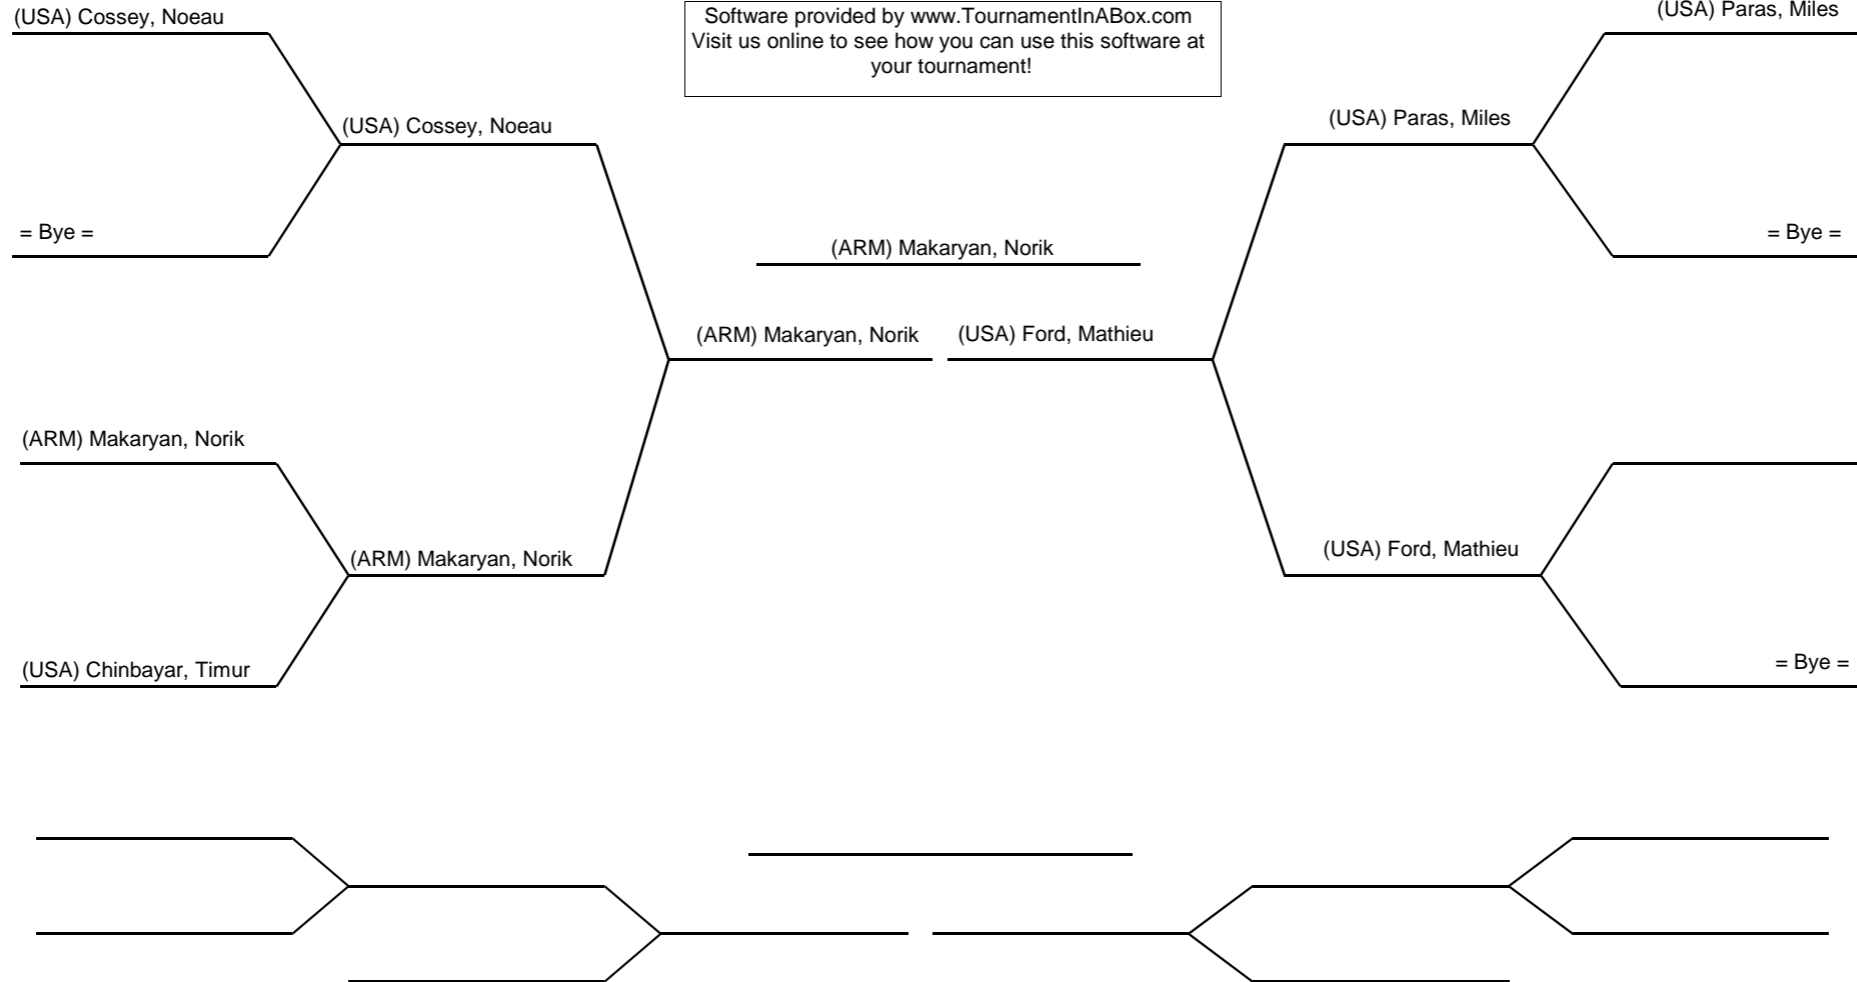 (USA) Cossey, Noeau
Software provided by www.TournamentInABox.com
Visit us online to see how you can use this software at
your tournament!
(USA) Paras, Miles
(USA) Cossey, Noeau
(USA) Paras, Miles
= Bye =
= Bye =
(ARM) Makaryan, Norik
(ARM) Makaryan, Norik
(USA) Ford, Mathieu
(ARM) Makaryan, Norik
(ARM) Makaryan, Norik
(USA) Ford, Mathieu
(USA) Chinbayar, Timur
= Bye =